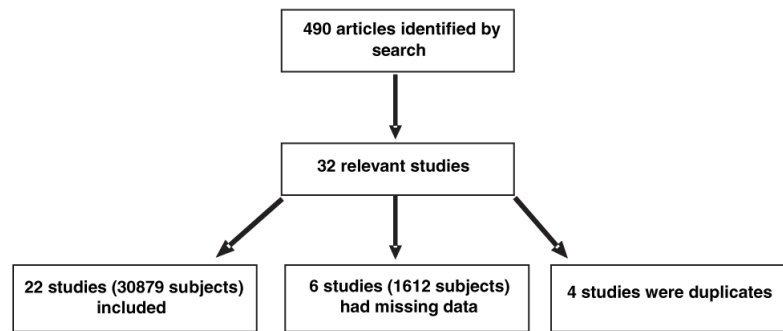 490 articles identified by
search
32 relevant studies
22 studies (30879 subjects)
included
6 studies (1612 subjects)
had missing data
4 studies were duplicates